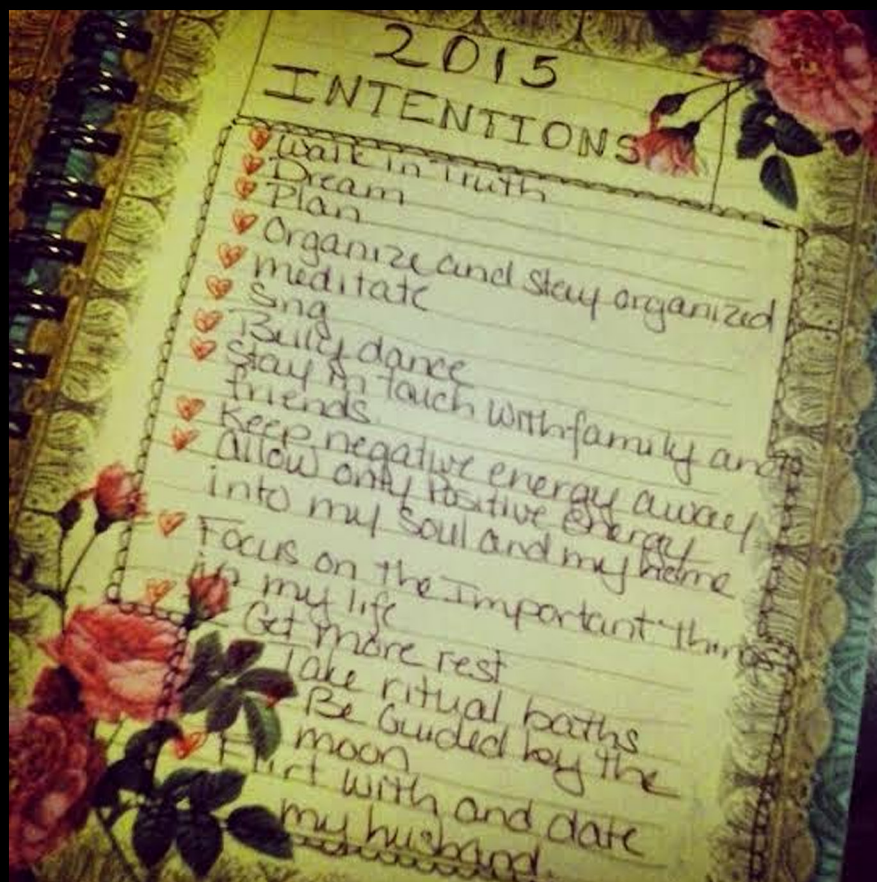 2015
INTENTIONS
Walk in Truth
Dream
Plan
Organize and stay organized
meditate
Sing
Belly dance
Stay in touch with family and
friends.
Keep negative energy away
allow only Positive energy
into my soul and my home
Focus on the Important things
in my life
Get more rest
Take ritual baths
Be Guided by the
moon
Flirt with and date
my husband.